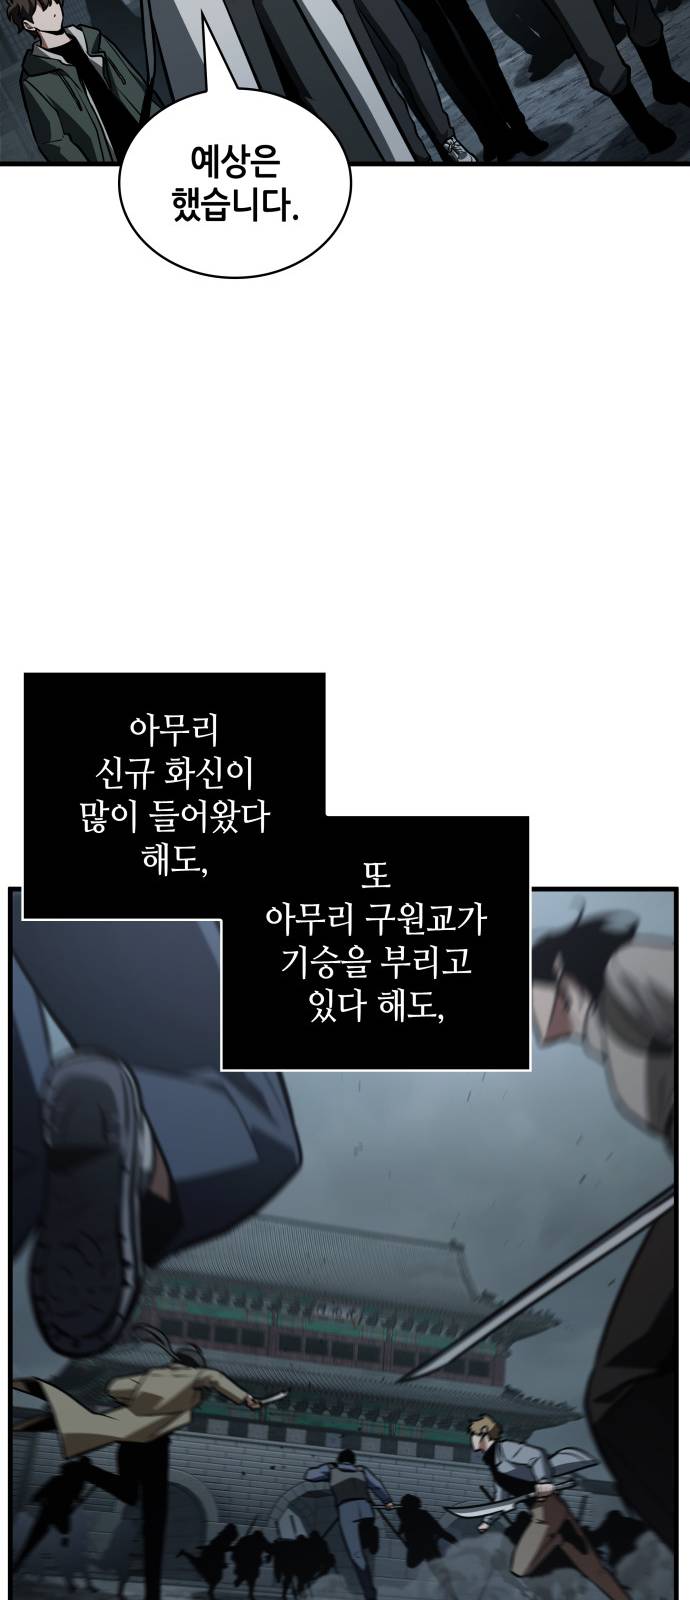 예상은
했습니다.
아무리
신규 화신이
많이 들어왔다
해도,
또
아무리 구원교가
기승을 부리고
있다 해도,